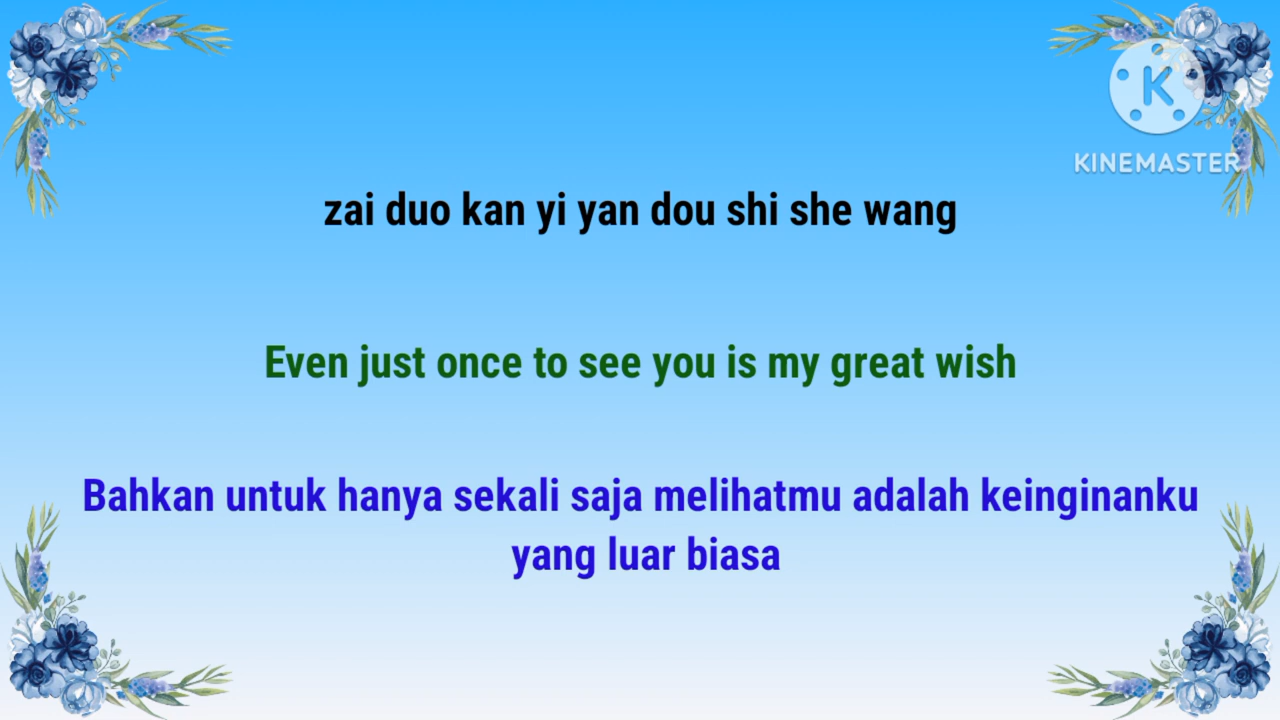 K
KINEMASTER
zai duo kan yi yan dou shi she wang
Even just once to see you is my great wish
Bahkan untuk hanya sekali saja melihatmu adalah keinginanku
yang luar biasa